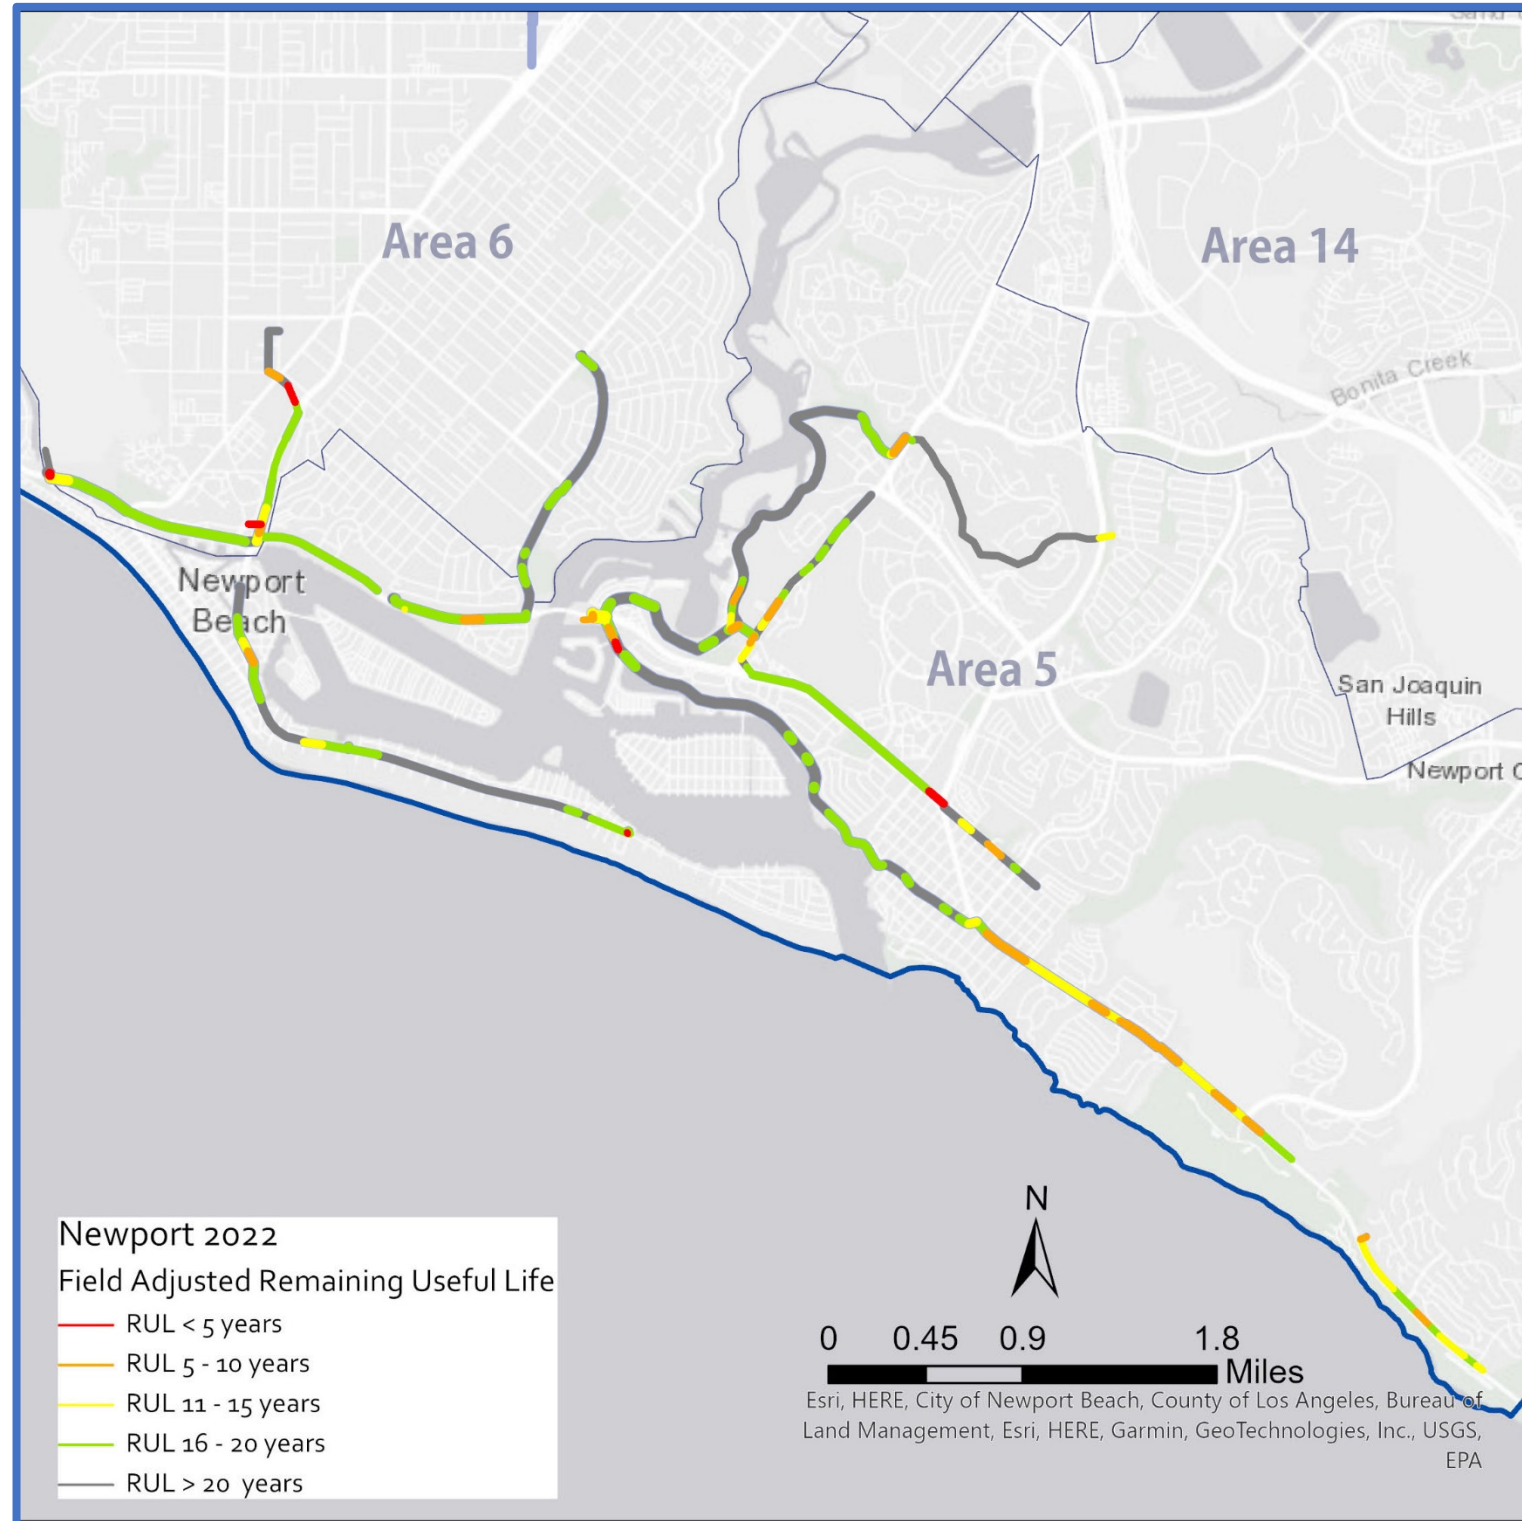 Area 6
Area 14
Bonita Creek
Newport
Beach
Area 5
San Joaquin
Hills
Newport C
N
0 0.45 0.9 1.8
Miles
Newport 2022
Field Adjusted Remaining Useful Life
RUL < 5 years
RUL 5 - 10 years
RUL 11 - 15 years
RUL 16 - 20 years
RUL > 20 years
Esri, HERE, City of Newport Beach, County of Los Angeles, Bureau of
Land Management, Esri, HERE, Garmin, GeoTechnologies, Inc., USGS,
EPA